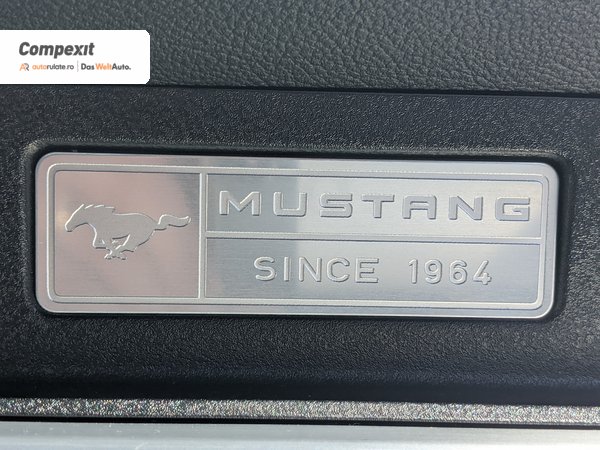 Compexit
autorulate.ro | Das WeltAuto.
MUSTANG
SINCE 1964